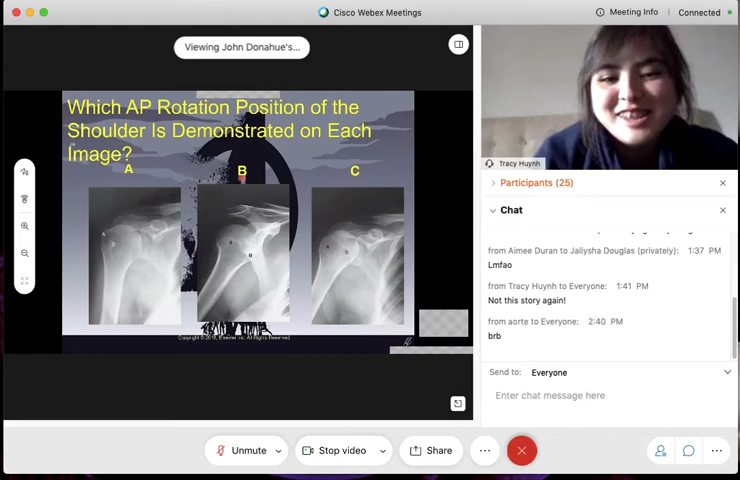 Cisco Webex Meetings
Meeting Info
Connected
Viewing John Donahue's...
Which AP Rotation Position of the
Shoulder Is Demonstrated on Each
Image?
A
B
C
A
A
B
A
Copyright © 2018, Elsevier Inc. All Rights Reserved.
Tracy Huynh
Participants (25)
Chat
from Aimee Duran to Jaliysha Douglas (privately): 1:37 PM
Lmfao
from Tracy Huynh to Everyone: 1:41 PM
Not this story again!
from aorte to Everyone: 2:40 PM
brb
Send to: Everyone
Enter chat message here
Unmute
Stop video
Share